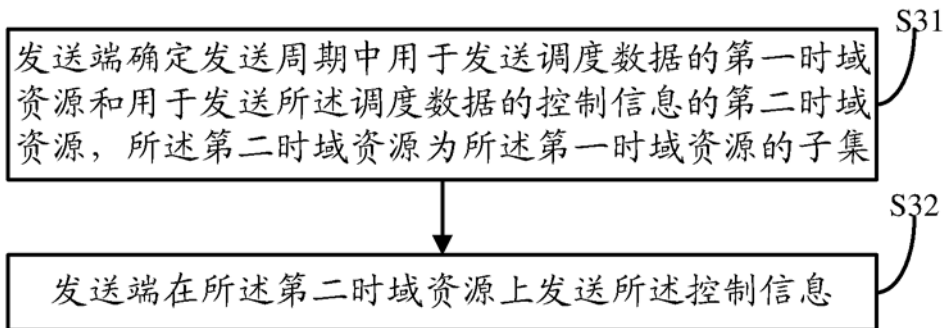 S31
发送端确定发送周期中用于发送调度数据的第一时域
资源和用于发送所述调度数据的控制信息的第二时域
资源，所述第二时域资源为所述第一时域资源的子集
S32
发送端在所述第二时域资源上发送所述控制信息